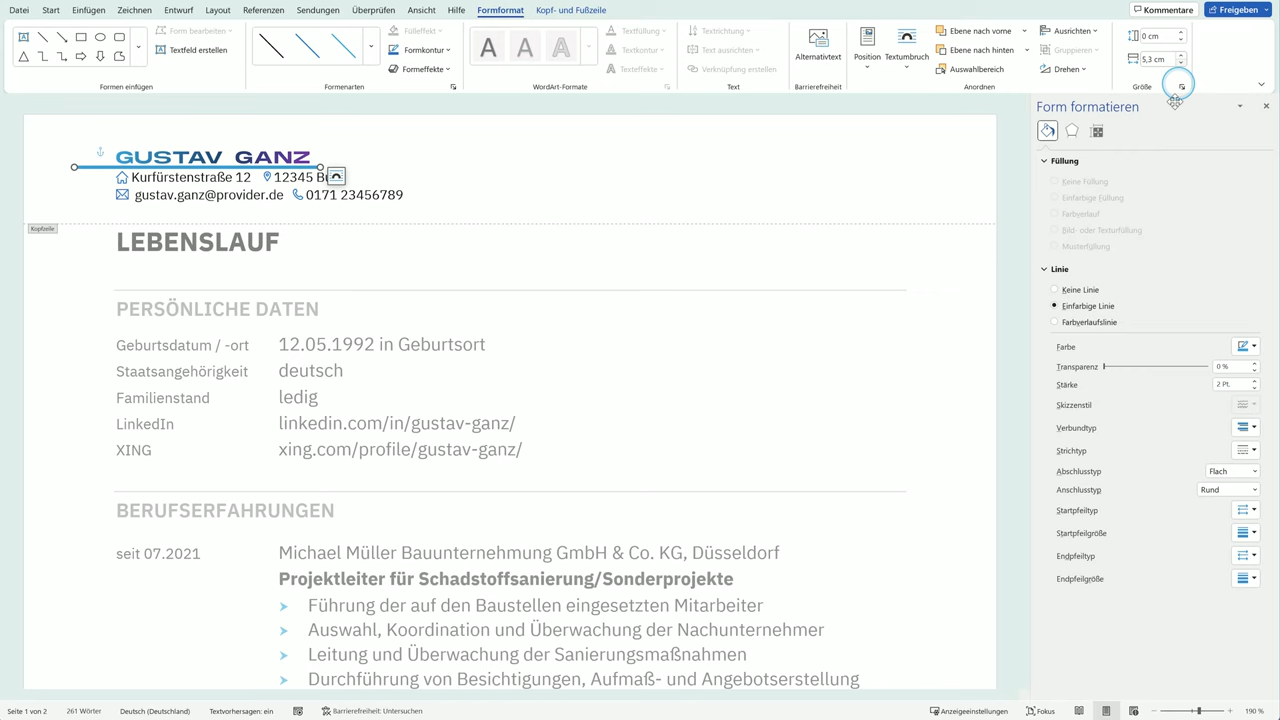 Datei Start Einfügen Zeichnen Entwurf Layout Referenzen Sendungen Überprüfen Ansicht Hilfe Formformat Kopf- und Fußzeile Kommentare Freigeben
Form bearbeiten
Textfeld erstellen
Formen einfügen
Fülleffekt
Formkontur
Formeffekte
Formenarten
A A A
Textfüllung
Textkontur
Texteffekte
WordArt-Formate
Textrichtung
Text ausrichten
Verknüpfung erstellen
Text
Alternativtext
Barrierefreiheit
Position
Textumbruch
Ebene nach vorne
Ebene nach hinten
Auswahlbereich
Ausrichten
Gruppieren
Drehen
Anordnen
0 cm
5,3 cm
Größe
GUSTAV GANZ
Kurfürstenstraße 12 12345
gustav.ganz@provider.de 0171 23456789
Kopfzeile
LEBENSLAUF
PERSÖNLICHE DATEN
Geburtsdatum / -ort 12.05.1992 in Geburtsort
Staatsangehörigkeit deutsch
Familienstand ledig
LinkedIn linkedin.com/in/gustav-ganz/
XING xing.com/profile/gustav-ganz/
BERUFSERFAHRUNGEN
seit 07.2021 Michael Müller Bauunternehmung GmbH & Co. KG, Düsseldorf
Projektleiter für Schadstoffsanierung/Sonderprojekte
➤ Führung der auf den Baustellen eingesetzten Mitarbeiter
➤ Auswahl, Koordination und Überwachung der Nachunternehmer
➤ Leitung und Überwachung der Sanierungsmaßnahmen
➤ Durchführung von Besichtigungen, Aufmaß- und Angebotserstellung
Form formatieren
Füllung
Keine Füllung
Einfarbige Füllung
Farbverlauf
Bild- oder Texturfüllung
Musterfüllung
Linie
Keine Linie
Einfarbige Linie
Farbverlaufslinie
Farbe
Transparenz 0 %
Stärke 2 Pt.
Skizzenstil
Verbundtyp
Strichtyp
Abschlusstyp Flach
Anschlusstyp Rund
Startpfeiltyp
Startpfeilgröße
Endpfeiltyp
Endpfeilgröße
Seite 1 von 2 261 Wörter Deutsch (Deutschland) Textvorhersagen: ein Barrierefreiheit: Untersuchen Anzeigeeinstellungen Fokus 190 %